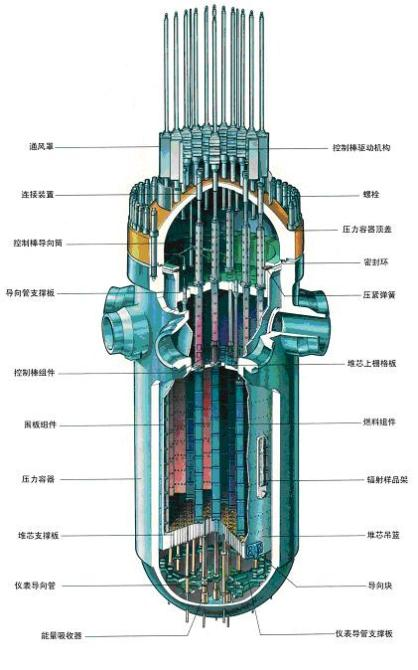 通风罩
控制棒驱动机构
连接装置
螺栓
压力容器顶盖
控制棒导向筒
密封环
导向管支撑板
压紧弹簧
堆芯上栅格板
控制棒组件
燃料组件
围板组件
压力容器
辐射样品架
堆芯支撑板
堆芯吊篮
仪表导向管
导向块
能量吸收器
仪表导管支撑板